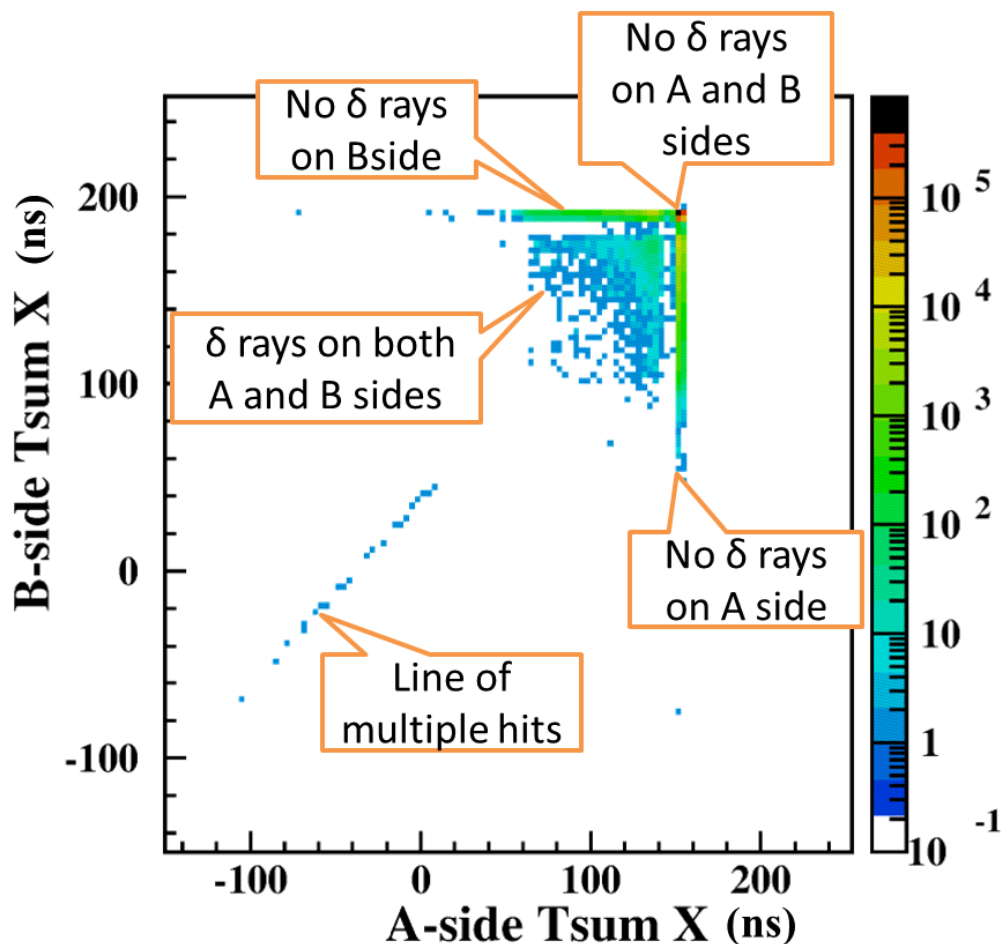 No δ rays
on A and B
sides
No δ rays
on Bside
δ rays on both
A and B sides
No δ rays
on A side
Line of
multiple hits
B-side Tsum X (ns)
200
100
0
-100
-100
0
100
200
A-side Tsum X (ns)
10^5
10^4
10^3
10^2
10
1
10^-1